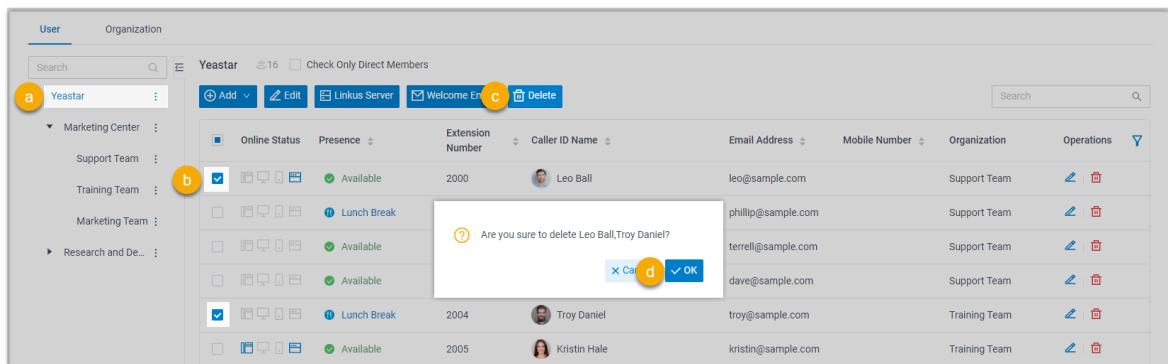 User Organization
Search
Yeastar 16 Check Only Direct Members
a Yeastar
Add Edit Linkus Server Welcome c Delete Search
Marketing Center
Support Team
Training Team
Marketing Team
Research and De...
Online Status Presence Extension Number Caller ID Name Email Address Mobile Number Organization Operations
b Available 2000 Leo Ball leo@sample.com Support Team
Lunch Break phillip@sample.com Support Team
Available terrell@sample.com Support Team
Available dave@sample.com Support Team
Lunch Break 2004 Troy Daniel troy@sample.com Training Team
Available 2005 Kristin Hale kristin@sample.com Training Team
Are you sure to delete Leo Ball,Troy Daniel?
d OK